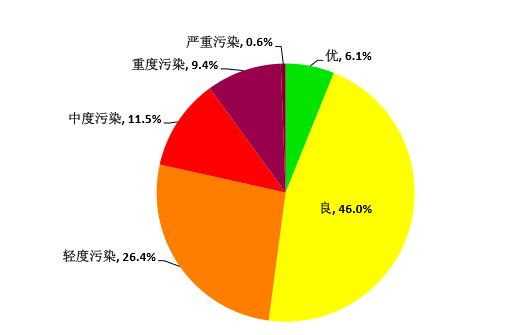 严重污染, 0.6%
优, 6.1%
重度污染, 9.4%
中度污染, 11.5%
良, 46.0%
轻度污染, 26.4%